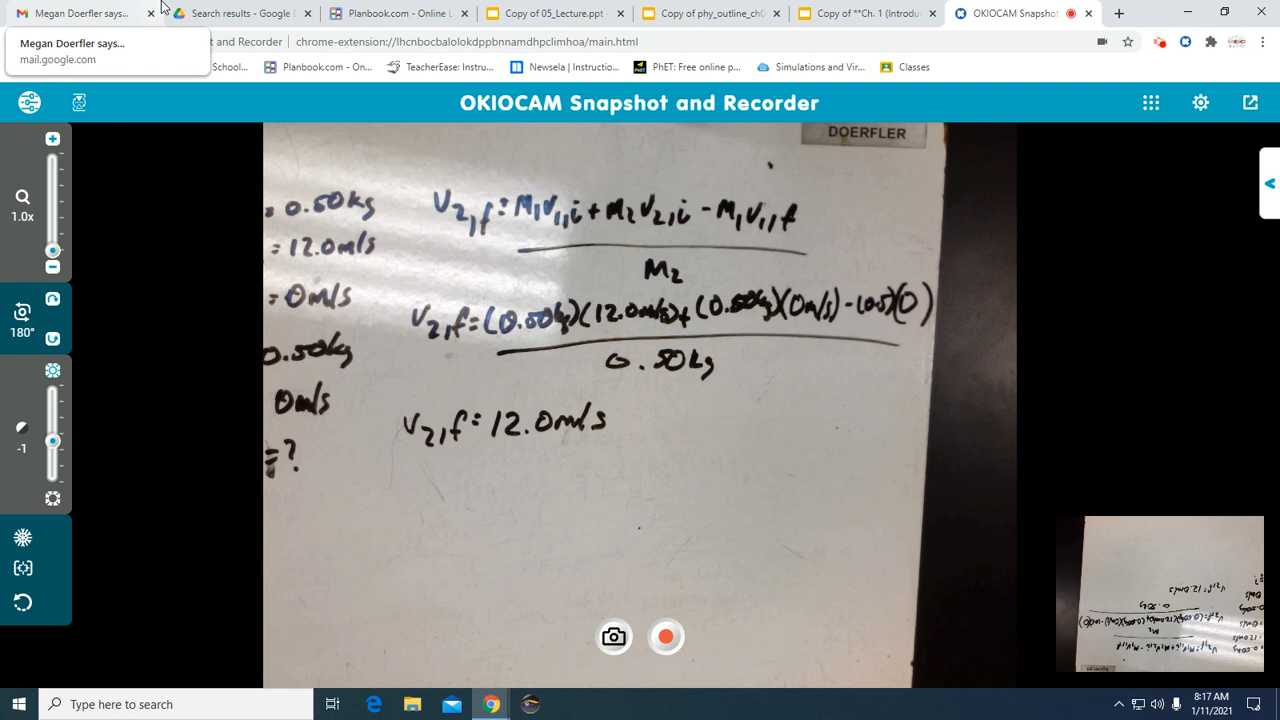 Megan Doerfler says...
Search results - Google
Planbook.com - Online L
Copy of 05_Lecture.ppt -
Copy of phy_outline_ch0
Copy of **Ch. 1 (Introdu
OKIOCAM Snapshot
Megan Doerfler says...
mail.google.com
and Recorder
chrome-extension://lhcnbocbalolokdppbnnamdhpclimhoa/main.html
School...
Planbook.com - On...
TeacherEase: Instru...
Newsela | Instructio...
PhET: Free online p...
Simulations and Vir...
Classes
OKIOCAM Snapshot and Recorder
1.0x
180°
-1
DOERFLER
= 0.50kg
= 12.0m/s
= 0m/s
0.50kg
0m/s
=?
V2,f = M1V1,i + M2V2,i - M1V1,f
M2
V2,f = (0.50kg)(12.0m/s)+(0.50kg)(0m/s)-(0.5)(0)
0.50kg
V2,f = 12.0m/s
Type here to search
8:17 AM
1/11/2021